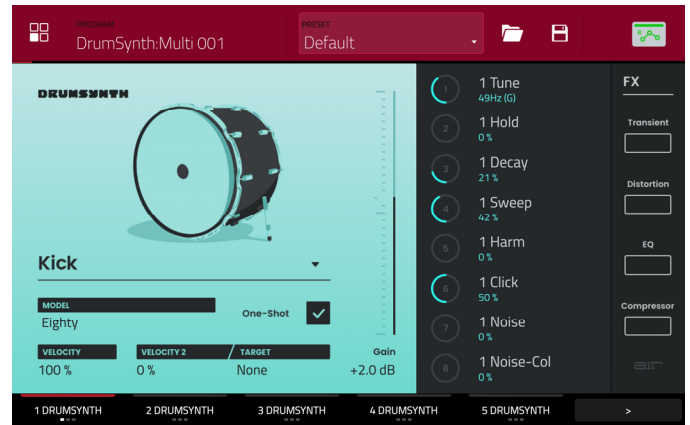 PROGRAM
DrumSynth:Multi 001
PRESET
Default
DRUMSYNTH
Kick
MODEL
Eighty
One-Shot
VELOCITY
100 %
VELOCITY 2
0 %
TARGET
None
Gain
+2.0 dB
1
1 Tune
49Hz (G)
2
1 Hold
0 %
3
1 Decay
21 %
4
1 Sweep
42 %
5
1 Harm
0 %
6
1 Click
50 %
7
1 Noise
0 %
8
1 Noise-Col
0 %
FX
Transient
Distortion
EQ
Compressor
air
1 DRUMSYNTH
2 DRUMSYNTH
3 DRUMSYNTH
4 DRUMSYNTH
5 DRUMSYNTH
>